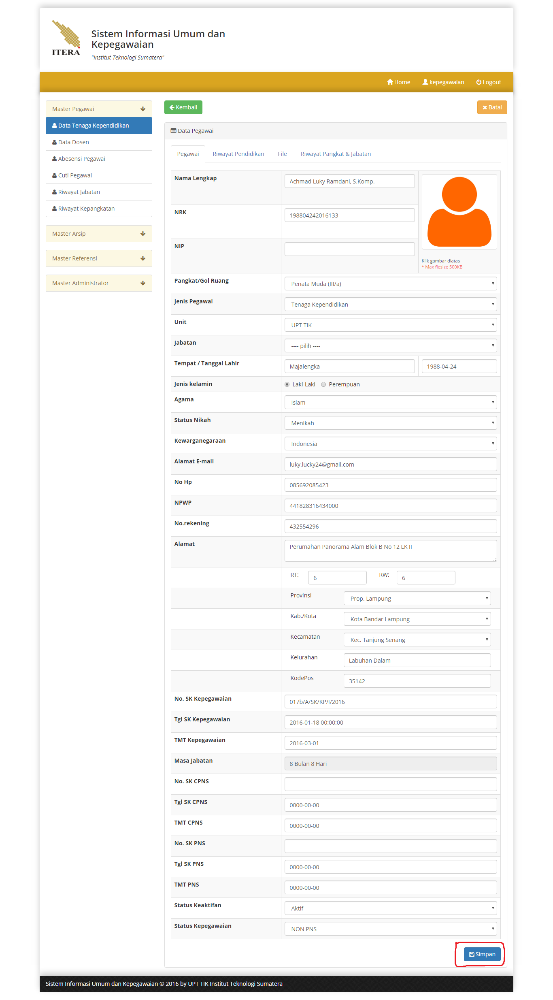 ITERA
Sistem Informasi Umum dan
Kepegawaian
"Institut Teknologi Sumatera"
Home kepegawaian Logout
Master Pegawai
Data Tenaga Kependidikan
Data Dosen
Abesensi Pegawai
Cuti Pegawai
Riwayat Jabatan
Riwayat Kepangkatan
Master Arsip
Master Referensi
Master Administrator
Kembali Batal
Data Pegawai
Pegawai Riwayat Pendidikan File Riwayat Pangkat & Jabatan
Nama Lengkap Achmad Luky Ramdani, S.Komp.
NRK 198804242016133
NIP
Klik gambar diatas
* Max fiesize 500KB
Pangkat/Gol Ruang Penata Muda (III/a)
Jenis Pegawai Tenaga Kependidikan
Unit UPT TIK
Jabatan ---- pilih ----
Tempat / Tanggal Lahir Majalengka 1988-04-24
Jenis kelamin Laki-Laki Perempuan
Agama Islam
Status Nikah Menikah
Kewarganegaraan Indonesia
Alamat E-mail luky.lucky24@gmail.com
No Hp 085692085423
NPWP 441828316434000
No.rekening 432554296
Alamat Perumahan Panorama Alam Blok B No 12 LK II
RT: 6 RW: 6
Provinsi Prop. Lampung
Kab./Kota Kota Bandar Lampung
Kecamatan Kec. Tanjung Senang
Kelurahan Labuhan Dalam
KodePos 35142
No. SK Kepegawaian 017b/A/SK/KP/I/2016
Tgl SK Kepegawaian 2016-01-18 00:00:00
TMT Kepegawaian 2016-03-01
Masa Jabatan 8 Bulan 8 Hari
No. SK CPNS
Tgl SK CPNS 0000-00-00
TMT CPNS 0000-00-00
No. SK PNS
Tgl SK PNS 0000-00-00
TMT PNS 0000-00-00
Status Keaktifan Aktif
Status Kepegawaian NON PNS
Simpan
Sistem Informasi Umum dan Kepegawaian © 2016 by UPT TIK Institut Teknologi Sumatera